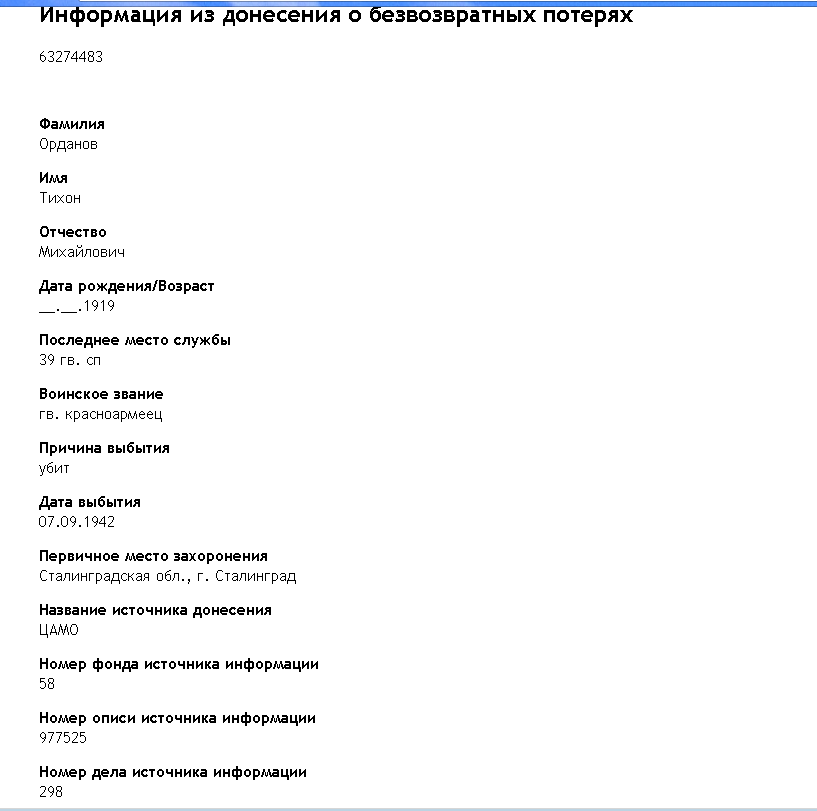 Информация из донесения о безвозвратных потерях
63274483
Фамилия
Орданов
Имя
Тихон
Отчество
Михайлович
Дата рождения/Возраст
__.__.1919
Последнее место службы
39 гв. сп
Воинское звание
гв. красноармеец
Причина выбытия
убит
Дата выбытия
07.09.1942
Первичное место захоронения
Сталинградская обл., г. Сталинград
Название источника донесения
ЦАМО
Номер фонда источника информации
58
Номер описи источника информации
977525
Номер дела источника информации
298